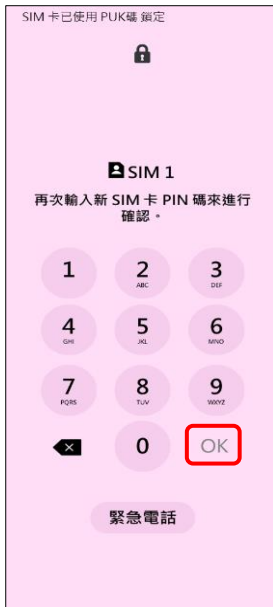 SIM 卡已使用 PUK碼 鎖定
SIM 1
再次輸入新 SIM 卡 PIN 碼來進行
確認。
1 2 3
ABC DEF
4 5 6
GHI JKL MNO
7 8 9
PQRS TUV WXYZ
0 OK
緊急電話